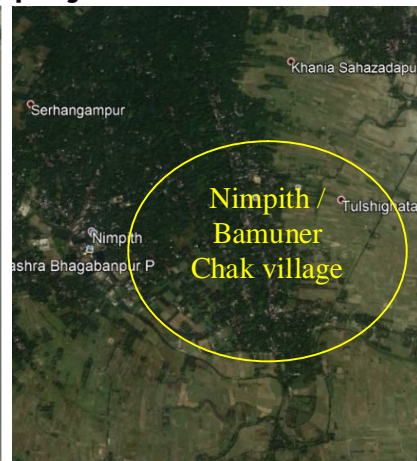 Khania Sahazadapu
Serhangampur
Nimpith /
Bamuner
Chak village
Tulshighata
Nimpith
ashra Bhagabanpur P